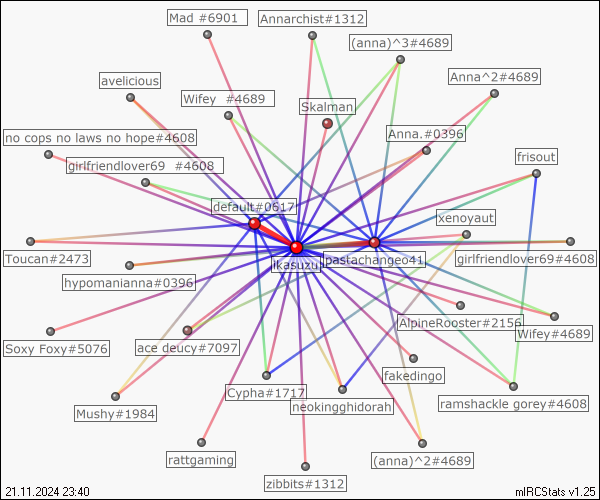 Mad #6901
Annarchist#1312
(anna)^3#4689
Anna^2#4689
avelicious
Wifey  #4689
Skalman
Anna.#0396
no cops no laws no hope#4608
girlfriendlover69  #4608
frisout
default#0617
xenoyaut
Toucan#2473
ikasuzu
pastachangeo41
girlfriendlover69#4608
hypomanianna#0396
AlpineRooster#2156
Wifey#4689
Soxy Foxy#5076
ace deucy#7097
fakedingo
Cypha#1717
neokingghidorah
ramshackle gorey#4608
Mushy#1984
rattgaming
(anna)^2#4689
zibbits#1312
21.11.2024 23:40
mIRCStats v1.25